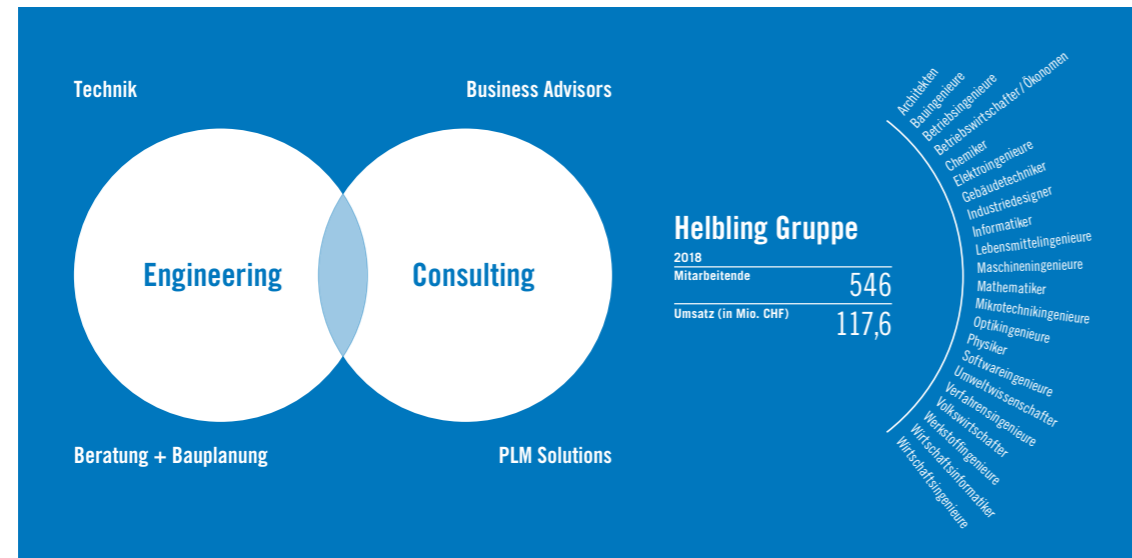 Technik
Business Advisors
Engineering
Consulting
Beratung + Bauplanung
PLM Solutions
Helbling Gruppe
2018
Mitarbeitende 546
Umsatz (in Mio. CHF) 117,6
Architekten
Bauingenieure
Betriebsingenieure
Betriebswirtschafter/Ökonomen
Chemiker
Elektroingenieure
Gebäudetechniker
Industriedesigner
Informatiker
Lebensmittelingenieure
Maschineningenieure
Mathematiker
Mikrotechnikingenieure
Optikingenieure
Physiker
Softwareingenieure
Umweltwissenschafter
Verfahrensingenieure
Volkswirtschafter
Werkstoffingenieure
Wirtschaftsinformatiker
Wirtschaftsingenieure